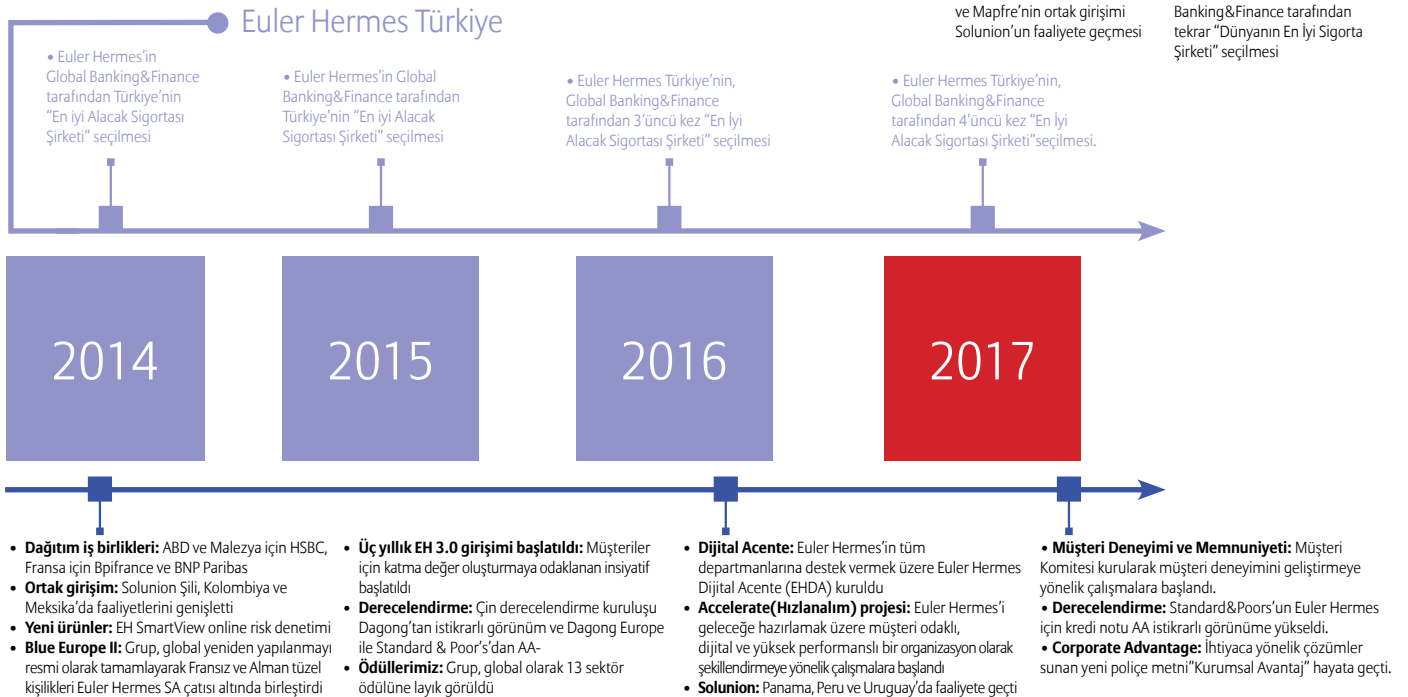 ve Mapfre'nin ortak girişimi
Solunion'un faaliyete geçmesi
Banking&Finance tarafından
tekrar "Dünyanın En İyi Sigorta
Şirketi" seçilmesi
Euler Hermes Türkiye
• Euler Hermes'in
Global Banking&Finance
tarafından Türkiye'nin
"En iyi Alacak Sigortası
Şirketi" seçilmesi
• Euler Hermes'in Global
Banking&Finance tarafından
Türkiye'nin "En iyi Alacak
Sigortası Şirketi" seçilmesi
• Euler Hermes Türkiye'nin,
Global Banking&Finance
tarafından 3'üncü kez "En İyi
Alacak Sigortası Şirketi" seçilmesi
• Euler Hermes Türkiye'nin,
Global Banking&Finance
tarafından 4'üncü kez "En İyi
Alacak Sigortası Şirketi"seçilmesi.
2014
2015
2016
2017
• Dağıtım iş birlikleri: ABD ve Malezya için HSBC,
Fransa için Bpifrance ve BNP Paribas
• Ortak girişim: Solunion Şili, Kolombiya ve
Meksika'da faaliyetlerini genişletti
• Yeni ürünler: EH SmartView online risk denetimi
• Blue Europe II: Grup, global yeniden yapılanmayı
resmi olarak tamamlayarak Fransız ve Alman tüzel
kişilikleri Euler Hermes SA çatısı altında birleştirdi
• Üç yıllık EH 3.0 girişimi başlatıldı: Müşteriler
için katma değer oluşturmaya odaklanan insiyatif
başlatıldı
• Derecelendirme: Çin derecelendirme kuruluşu
Dagong'tan istikrarlı görünüm ve Dagong Europe
ile Standard & Poor's'dan AA-
• Ödüllerimiz: Grup, global olarak 13 sektör
ödülüne layık görüldü
• Dijital Acente: Euler Hermes'in tüm
departmanlarına destek vermek üzere Euler Hermes
Dijital Acente (EHDA) kuruldu
• Accelerate(Hızlanalım) projesi: Euler Hermes'i
geleceğe hazırlamak üzere müşteri odaklı,
dijital ve yüksek performanslı bir organizasyon olarak
şekillendirmeye yönelik çalışmalara başlandı
• Solunion: Panama, Peru ve Uruguay'da faaliyete geçti
• Müşteri Deneyimi ve Memnuniyeti: Müşteri
Komitesi kurularak müşteri deneyimini geliştirmeye
yönelik çalışmalara başlandı.
• Derecelendirme: Standard&Poors'un Euler Hermes
için kredi notu AA istikrarlı görünüme yükseldi.
• Corporate Advantage: İhtiyaca yönelik çözümler
sunan yeni poliçe metni"Kurumsal Avantaj" hayata geçti.